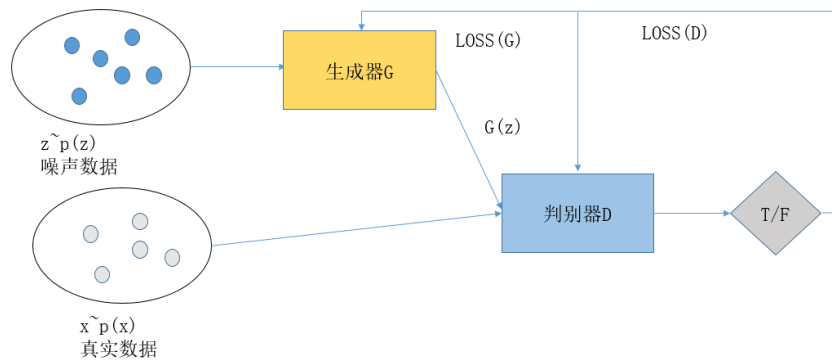 LOSS(G)
LOSS(D)
生成器G
G(z)
z~p(z)
噪声数据
判别器D
T/F
x~p(x)
真实数据